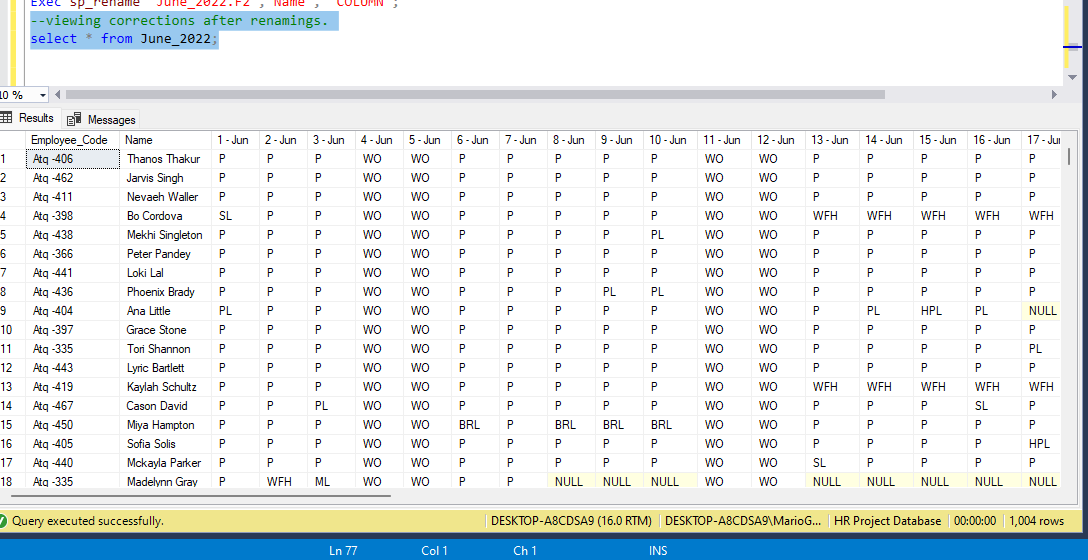 Exec sp_rename 'June_2022.F2', 'Name', 'COLUMN';
--viewing corrections after renamings.
select * from June_2022;
10 %
Results Messages
Employee_Code Name 1 - Jun 2 - Jun 3 - Jun 4 - Jun 5 - Jun 6 - Jun 7 - Jun 8 - Jun 9 - Jun 10 - Jun 11 - Jun 12 - Jun 13 - Jun 14 - Jun 15 - Jun 16 - Jun 17 - Jun
1 Atq -406 Thanos Thakur P P P WO WO P P P P P WO WO P P P P P
2 Atq -462 Jarvis Singh P P P WO WO P P P P P WO WO P P P P P
3 Atq -411 Nevaeh Waller P P P WO WO P P P P P WO WO P P P P P
4 Atq -398 Bo Cordova SL P P WO WO P P P P P WO WO WFH WFH WFH WFH WFH
5 Atq -438 Mekhi Singleton P P P WO WO P P P P PL WO WO P P P P P
6 Atq -366 Peter Pandey P P P WO WO P P P P P WO WO P P P P P
7 Atq -441 Loki Lal P P P WO WO P P P P P WO WO P P P P P
8 Atq -436 Phoenix Brady P P P WO WO P P P PL PL WO WO P P P P P
9 Atq -404 Ana Little PL P P WO WO P P P P P WO WO P PL HPL PL NULL
10 Atq -397 Grace Stone P P P WO WO P P P P P WO WO P P P P P
11 Atq -335 Tori Shannon P P P WO WO P P P P P WO WO P P P P PL
12 Atq -443 Lyric Bartlett P P P WO WO P P P P P WO WO P P P P P
13 Atq -419 Kaylah Schultz P P P WO WO P P P P P WO WO WFH WFH WFH WFH WFH
14 Atq -467 Cason David P P PL WO WO P P P P P WO WO P P P SL P
15 Atq -450 Miya Hampton P P P WO WO BRL P BRL BRL BRL WO WO P P P P P
16 Atq -405 Sofia Solis P P P WO WO P P P P P WO WO P P P P HPL
17 Atq -440 Mckayla Parker P P P WO WO P P P P P WO WO SL P P P P
18 Atq -335 Madelynn Gray P WFH ML WO WO P P NULL NULL NULL WO WO NULL NULL NULL NULL NULL
Query executed successfully. DESKTOP-A8CDSA9 (16.0 RTM) DESKTOP-A8CDSA9\MarioG... HR Project Database 00:00:00 1,004 rows
Ln 77 Col 1 Ch 1 INS